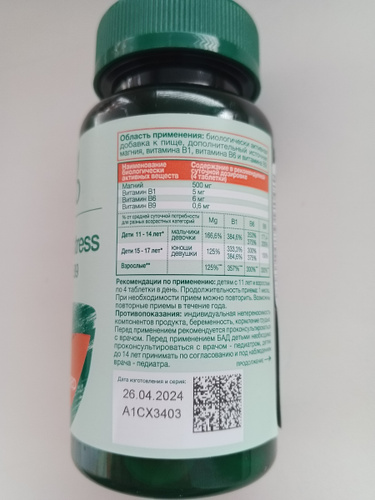 Область применения: биологически активная
добавка к пище, дополнительный источник
магния, витамина В1, витамина В6 и витамина
Наименование Содержание в рекомендуемой
биологически суточной дозировке
активных веществ (4 таблетки)
Магний 500 мг
Витамин В1 5 мг
Витамин В6 6 мг
Витамин В9 0,6 мг
% от средней суточной потребности
для разных возрастных категорий Mg B1 B6
Дети 11 - 14 лет* мальчики девочки 166,6% 384,6%
Дети 15 - 17 лет* юноши девушки 125% 333,3% 384,6%
Взрослые** 125%** 357% 300%
ress
Рекомендации по применению: детям с 11 лет и взрослым
по 4 таблетки в день. Продолжительность приема: 1 месяц.
При необходимости прием можно повторить. Возможны
повторные приемы в течение года.
Противопоказания: индивидуальная непереносимость
компонентов продукта, беременность, кормление грудью.
Перед применением рекомендуется проконсультироваться
с врачом. Перед применением БАД детьми необходимо
проконсультироваться с врачом - педиатром, детям
до 14 лет принимать по согласованию и под наблюдением
врача - педиатра.
ПРОДОЛЖЕНИЕ
Дата изготовления и серия:
26.04.2024
A1CX3403